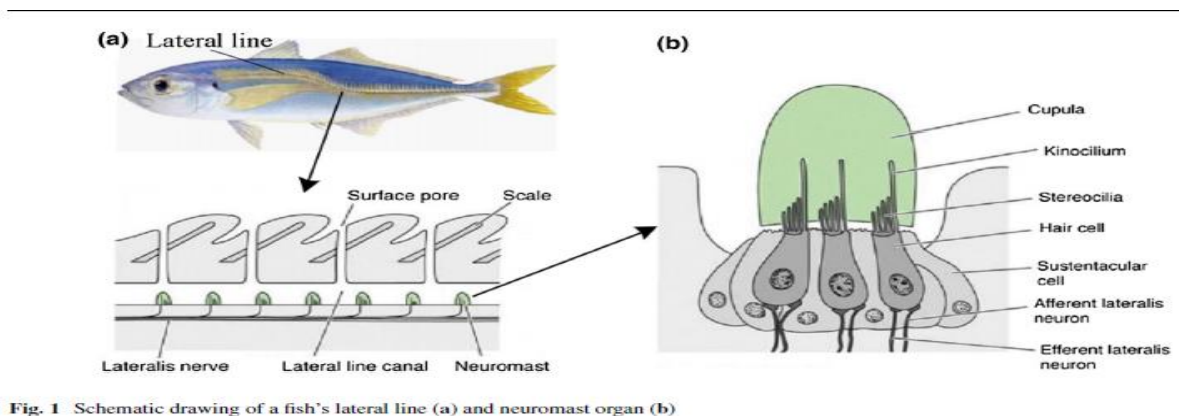 (a) Lateral line
Surface pore
Scale
Lateralis nerve
Lateral line canal
Neuromast
(b)
Cupula
Kinocilium
Stereocilia
Hair cell
Sustentacular
cell
Afferent lateralis
neuron
Efferent lateralis
neuron
Fig. 1 Schematic drawing of a fish's lateral line (a) and neuromast organ (b)